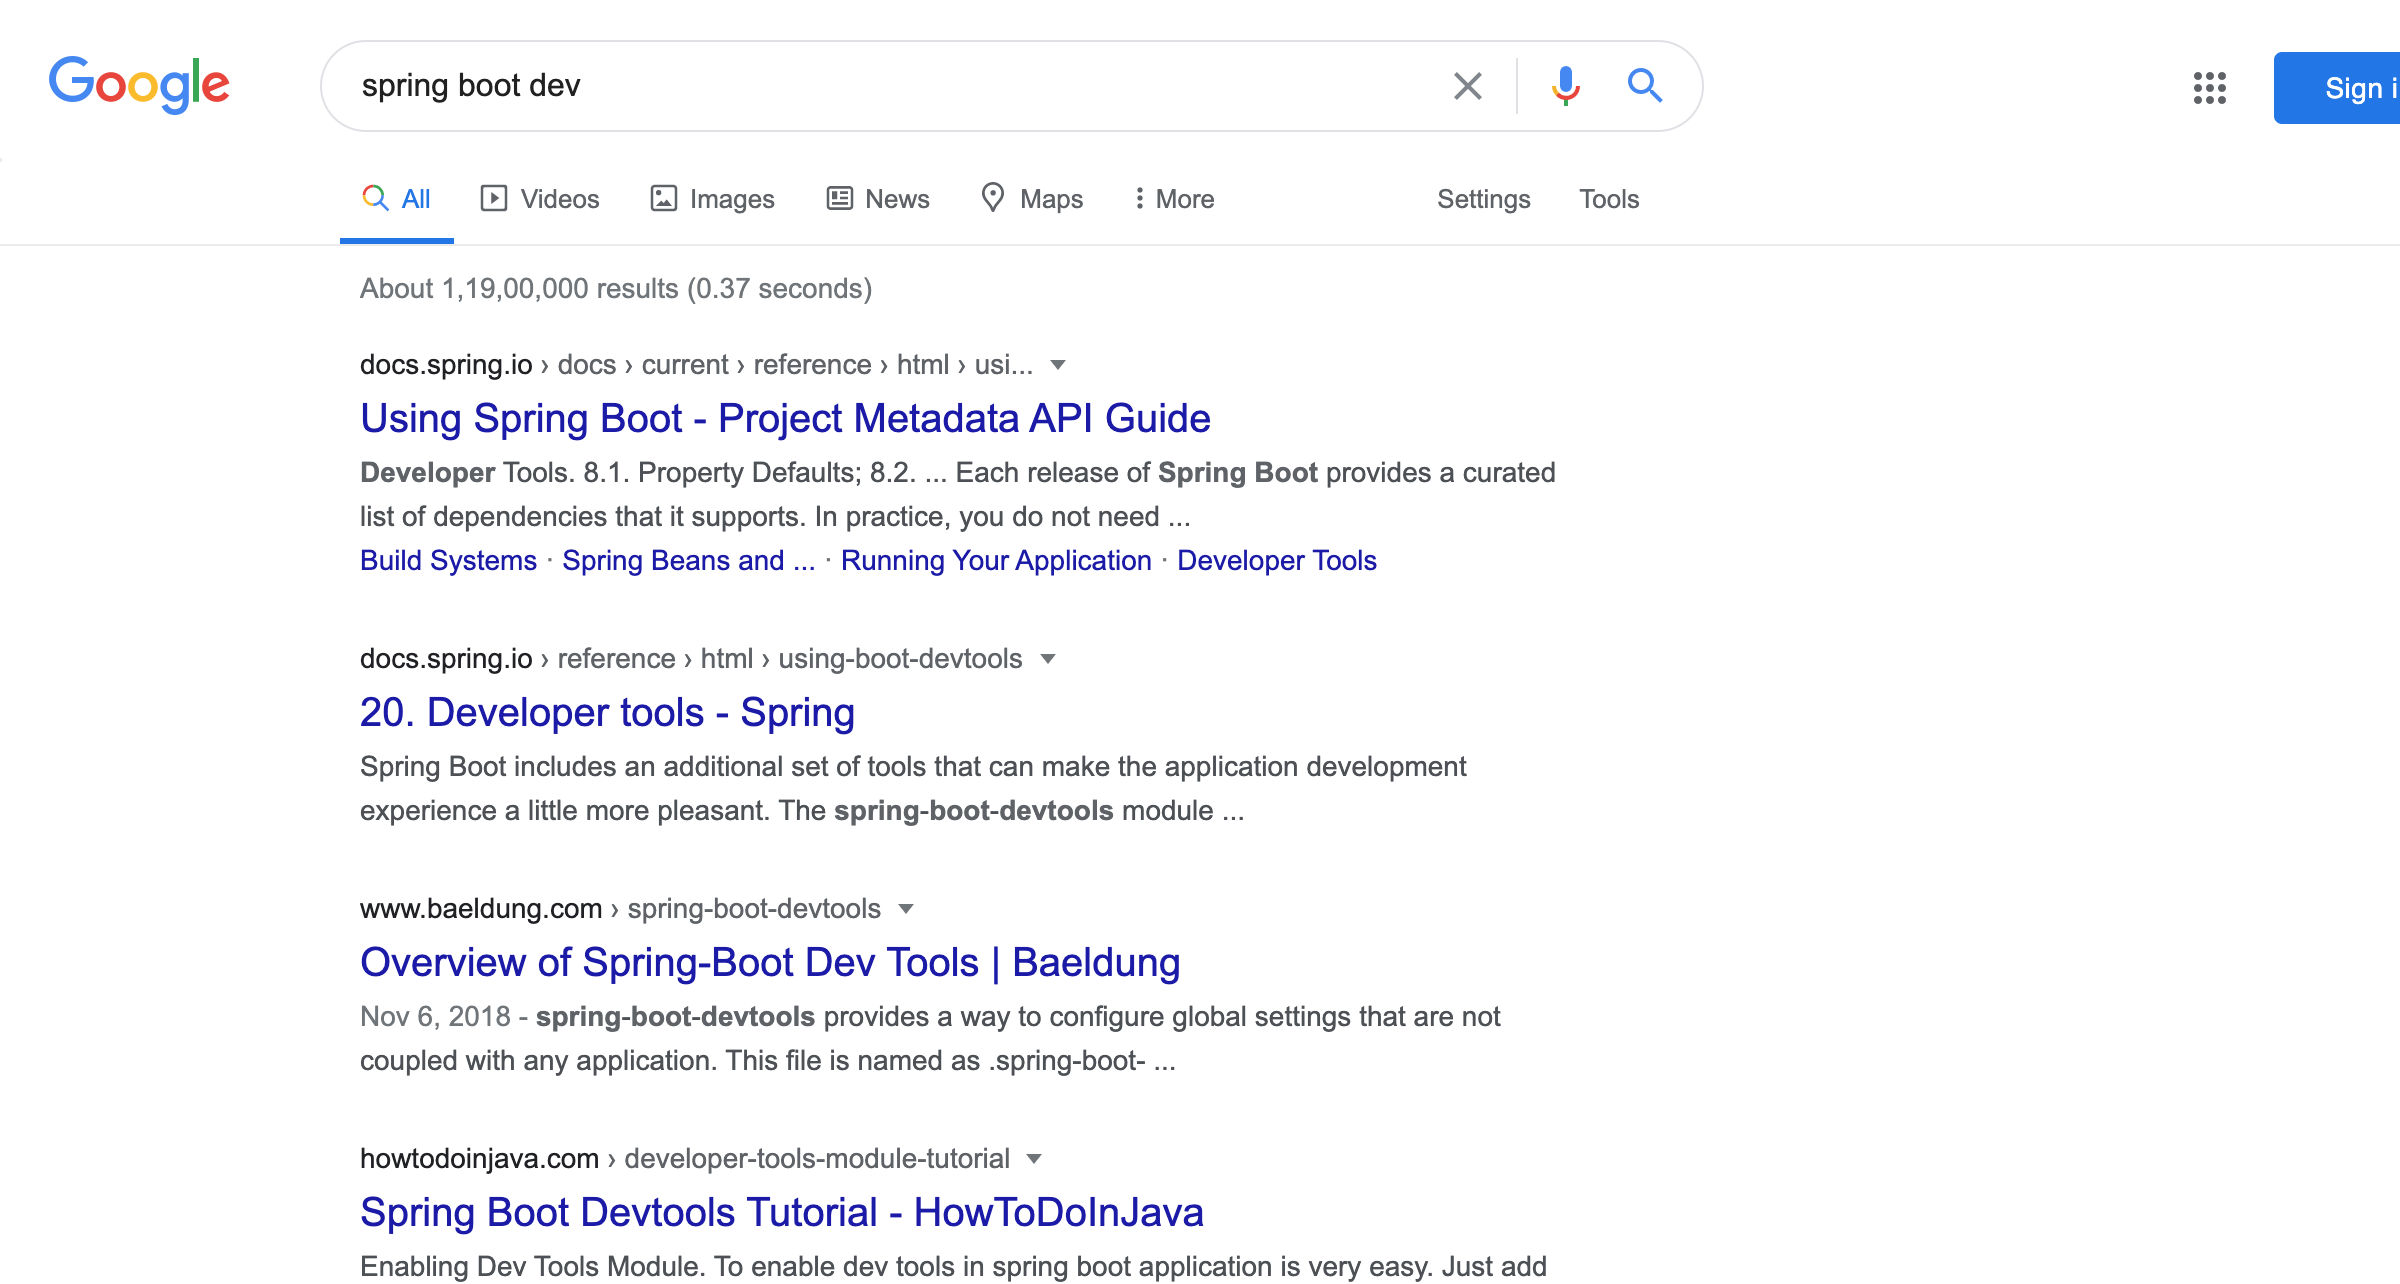 Google
spring boot dev
Sign i
All Videos Images News Maps More Settings Tools
About 1,19,00,000 results (0.37 seconds)
docs.spring.io › docs › current › reference › html › usi...
Using Spring Boot - Project Metadata API Guide
Developer Tools. 8.1. Property Defaults; 8.2. ... Each release of Spring Boot provides a curated
list of dependencies that it supports. In practice, you do not need ...
Build Systems · Spring Beans and ... · Running Your Application · Developer Tools
docs.spring.io › reference › html › using-boot-devtools
20. Developer tools - Spring
Spring Boot includes an additional set of tools that can make the application development
experience a little more pleasant. The spring-boot-devtools module ...
www.baeldung.com › spring-boot-devtools
Overview of Spring-Boot Dev Tools | Baeldung
Nov 6, 2018 - spring-boot-devtools provides a way to configure global settings that are not
coupled with any application. This file is named as .spring-boot- ...
howtodoinjava.com › developer-tools-module-tutorial
Spring Boot Devtools Tutorial - HowToDoInJava
Enabling Dev Tools Module. To enable dev tools in spring boot application is very easy. Just add